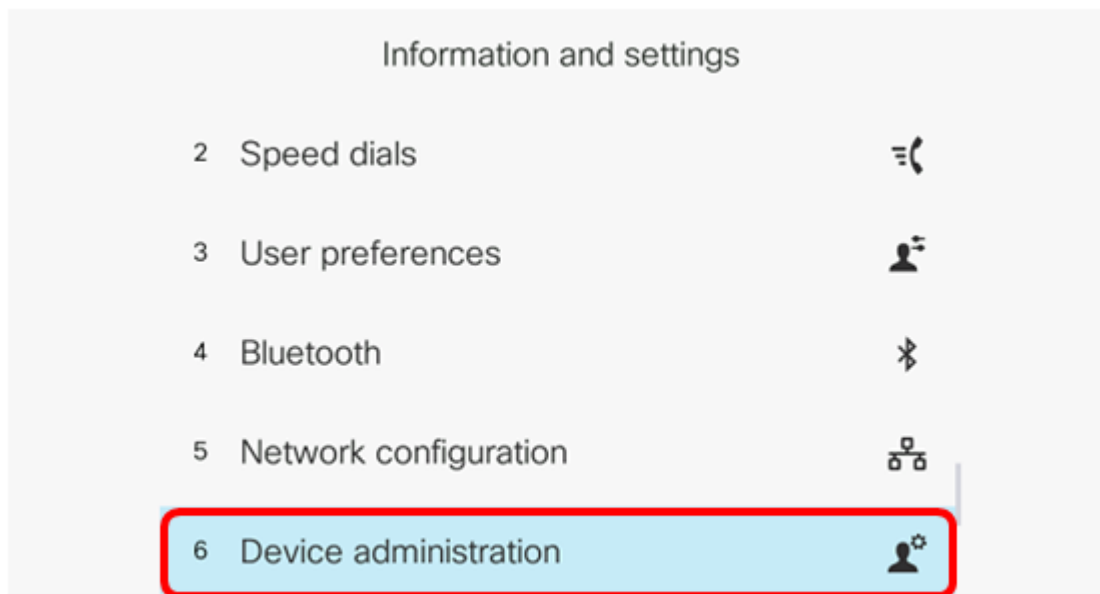 Information and settings
2 Speed dials
3 User preferences
4 Bluetooth
5 Network configuration
6 Device administration